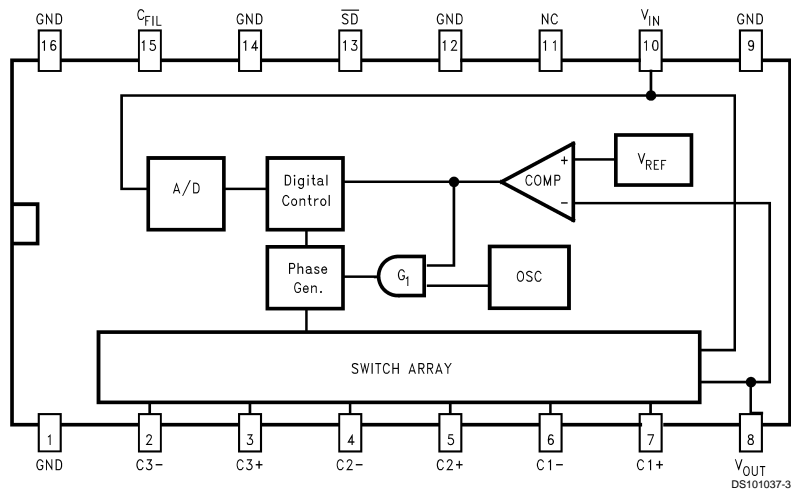 GND CFIL GND SD GND NC VIN GND
16 15 14 13 12 11 10 9
A/D
Digital
Control
COMP
+
−
VREF
Phase
Gen.
G1
OSC
SWITCH ARRAY
1 2 3 4 5 6 7 8
GND C3− C3+ C2− C2+ C1− C1+ VOUT
DS101037-3